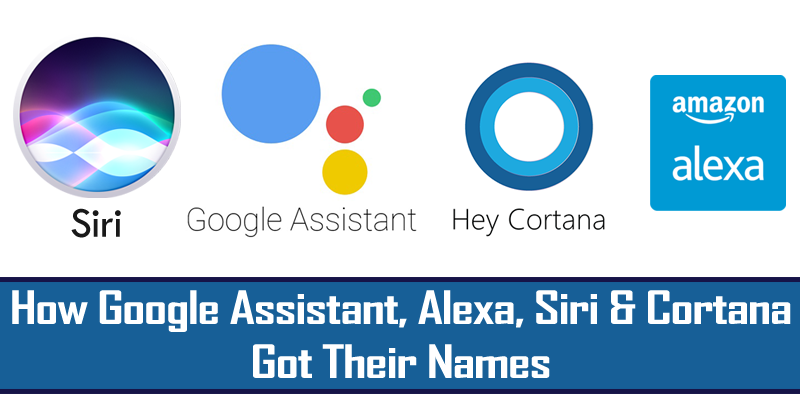 Siri
Google Assistant
Hey Cortana
amazon
alexa
How Google Assistant, Alexa, Siri & Cortana
Got Their Names